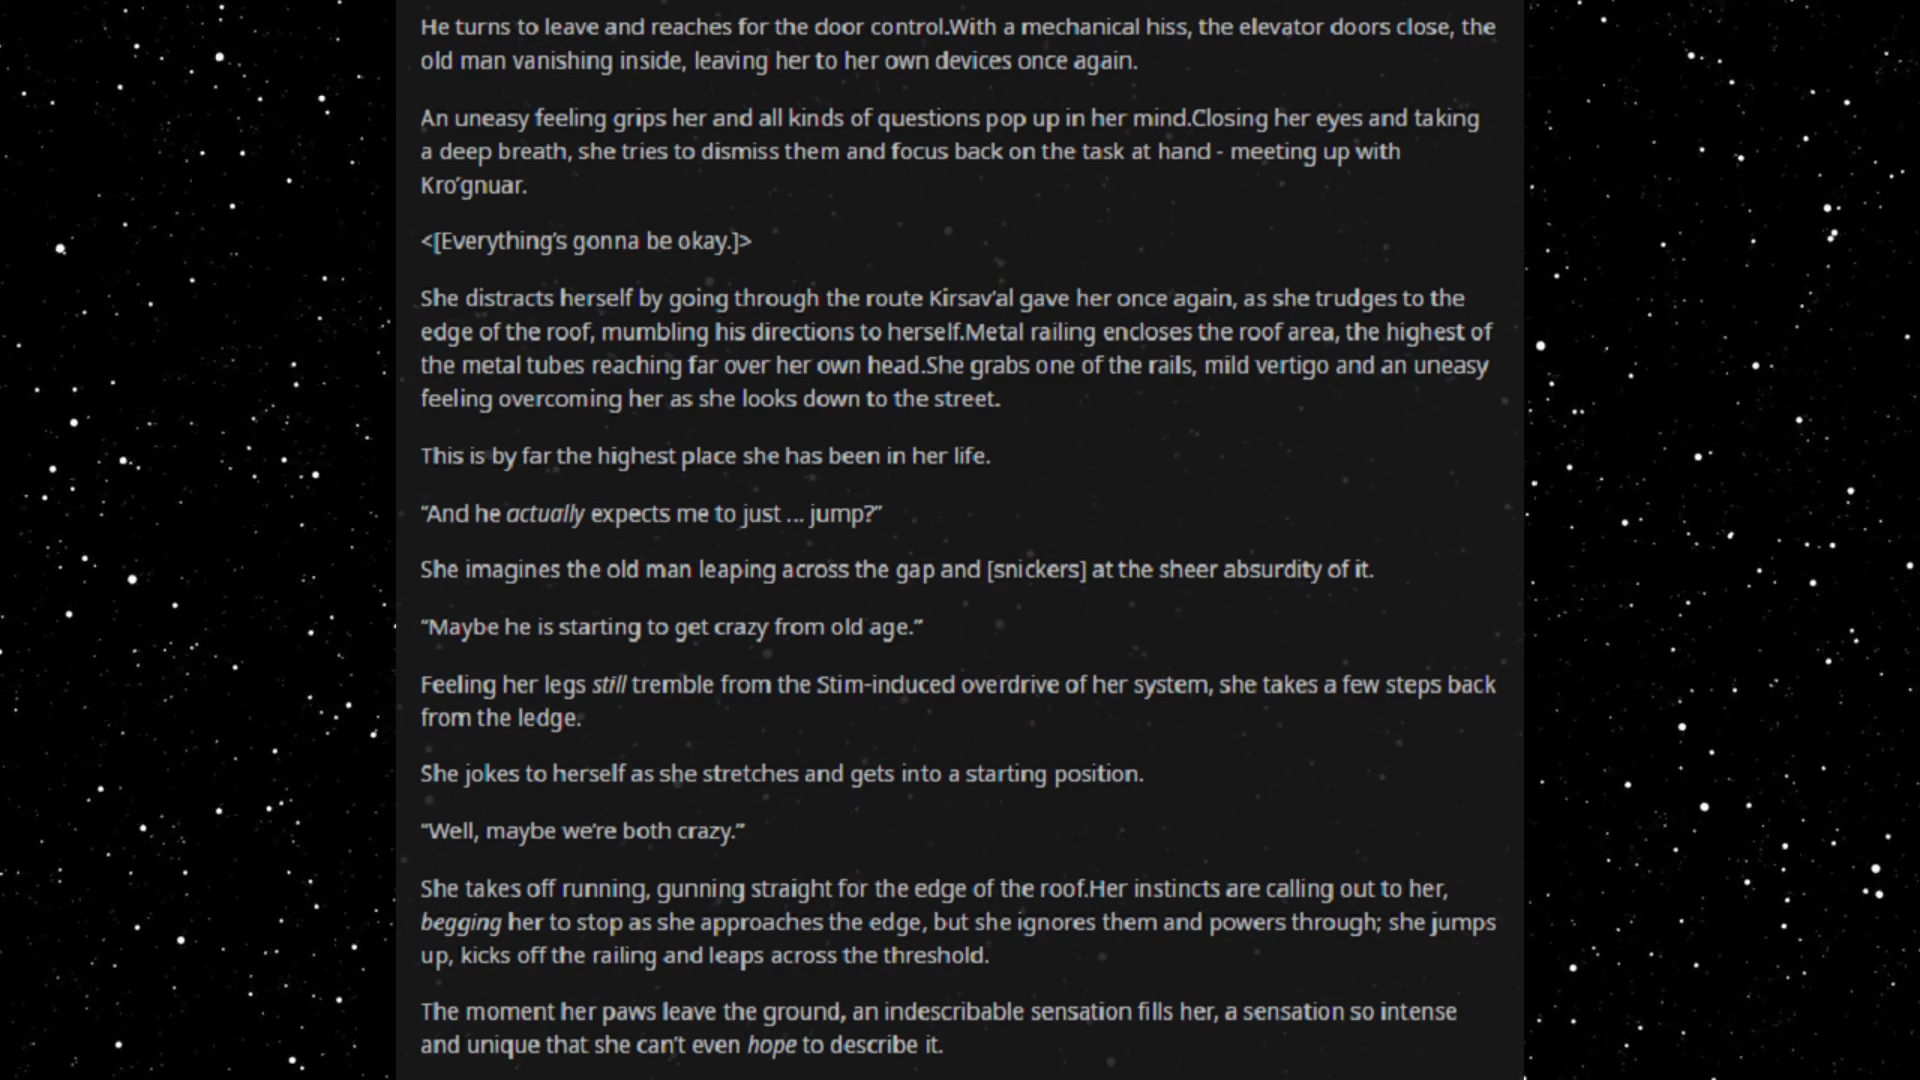 He turns to leave and reaches for the door control.With a mechanical hiss, the elevator doors close, the
old man vanishing inside, leaving her to her own devices once again.
An uneasy feeling grips her and all kinds of questions pop up in her mind.Closing her eyes and taking
a deep breath, she tries to dismiss them and focus back on the task at hand - meeting up with
Kro’gnuar.
<[Everything’s gonna be okay.]>
She distracts herself by going through the route Kirsav’al gave her once again, as she trudges to the
edge of the roof, mumbling his directions to herself.Metal railing encloses the roof area, the highest of
the metal tubes reaching far over her own head.She grabs one of the rails, mild vertigo and an uneasy
feeling overcoming her as she looks down to the street.
This is by far the highest place she has been in her life.
“And he actually expects me to just ... jump?”
She imagines the old man leaping across the gap and [snickers] at the sheer absurdity of it.
“Maybe he is starting to get crazy from old age.”
Feeling her legs still tremble from the Stim-induced overdrive of her system, she takes a few steps back
from the ledge.
She jokes to herself as she stretches and gets into a starting position.
“Well, maybe we’re both crazy.”
She takes off running, gunning straight for the edge of the roof.Her instincts are calling out to her,
begging her to stop as she approaches the edge, but she ignores them and powers through; she jumps
up, kicks off the railing and leaps across the threshold.
The moment her paws leave the ground, an indescribable sensation fills her, a sensation so intense
and unique that she can’t even hope to describe it.